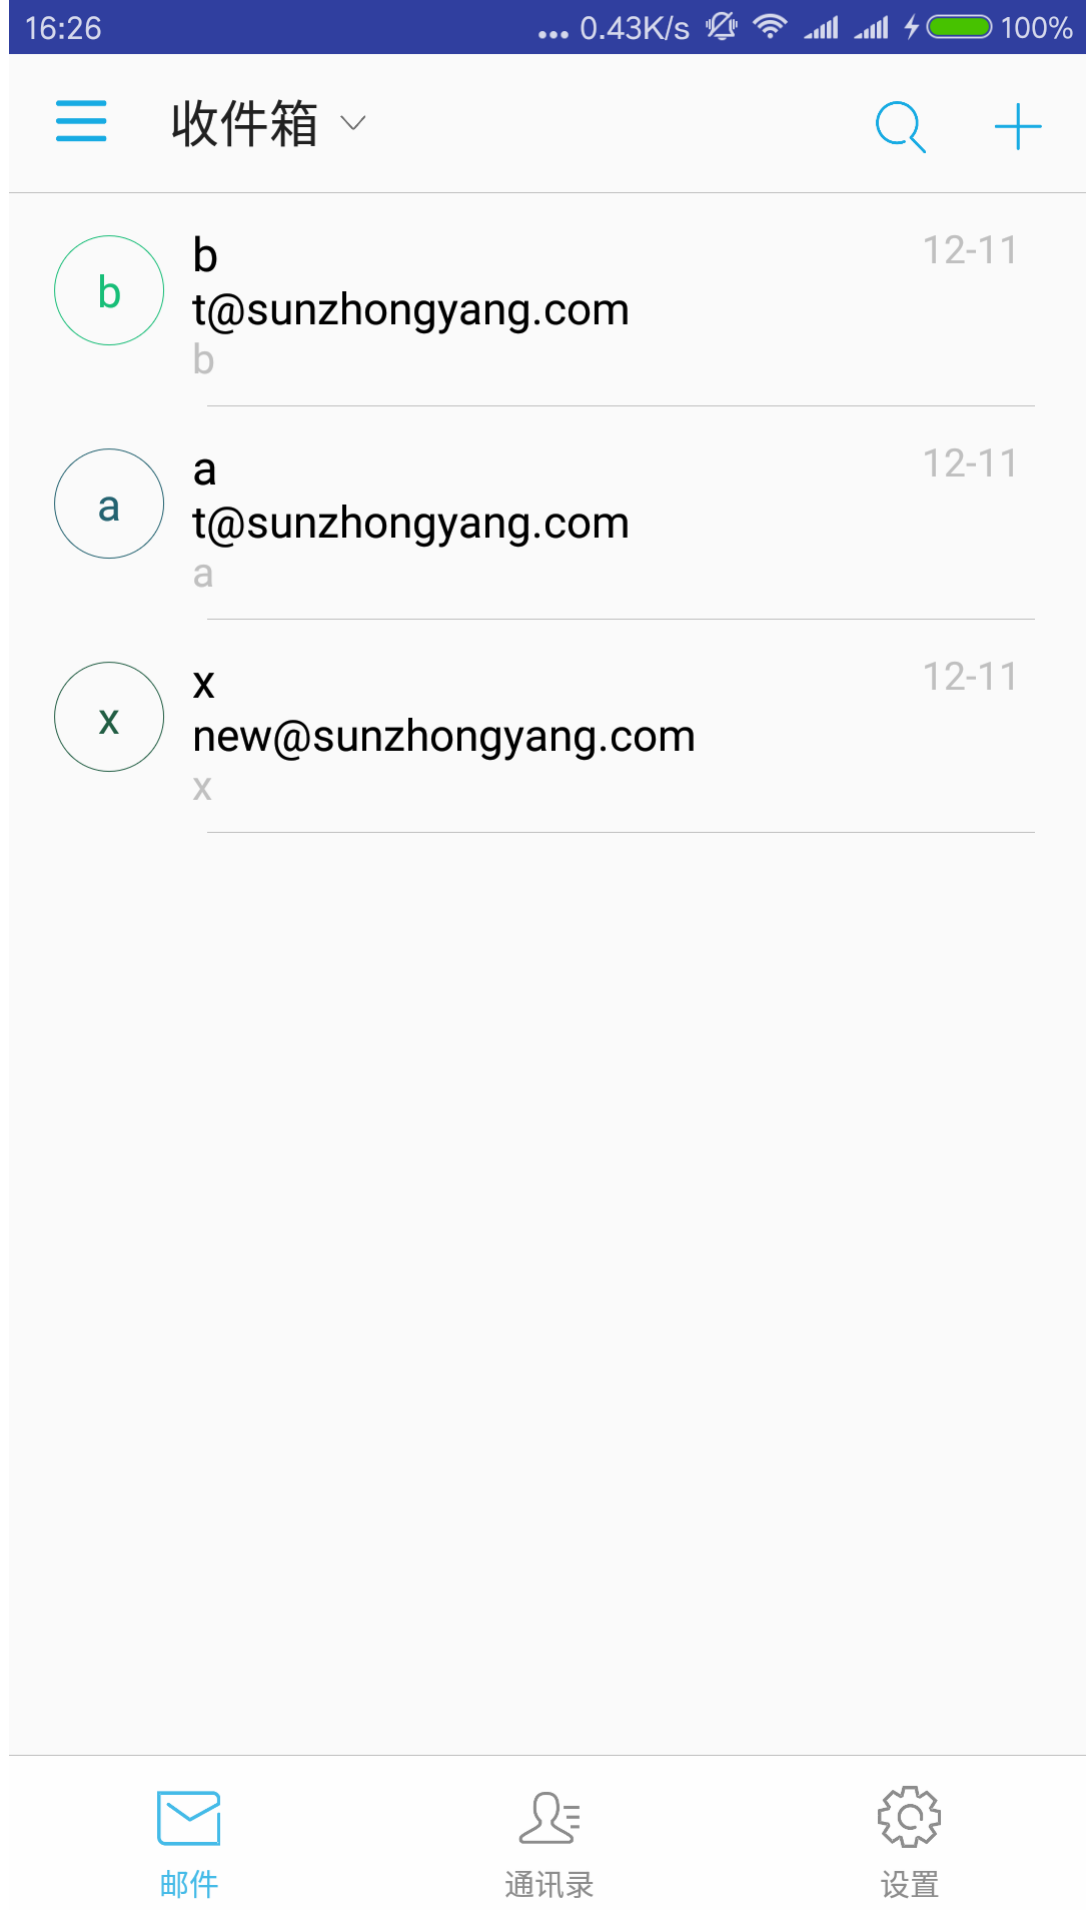 16:26 ... 0.43K/s 100%
收件箱
b
b
12-11
t@sunzhongyang.com
b
a
a
12-11
t@sunzhongyang.com
a
x
x
12-11
new@sunzhongyang.com
x
邮件 通讯录 设置